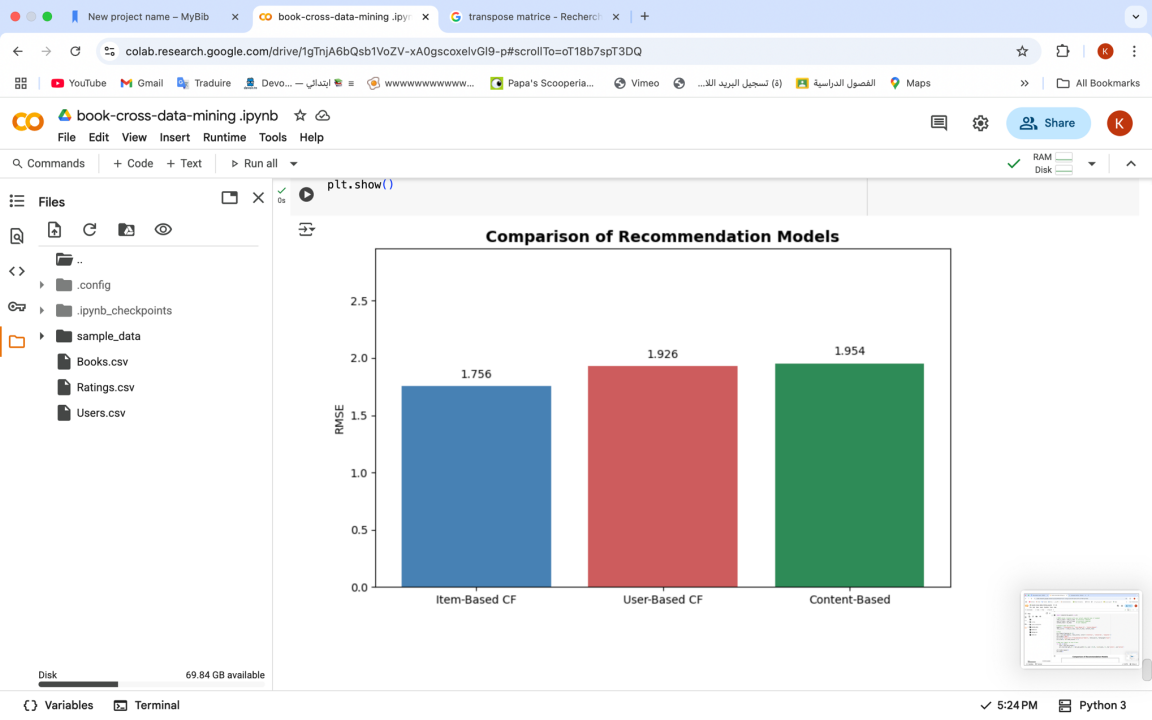 New project name – MyBib
book-cross-data-mining .ipyn
transpose matrice - Recherch
colab.research.google.com/drive/1gTnjA6bQsb1VoZV-xA0gscoxelvGl9-p#scrollTo=oT18b7spT3DQ
K
YouTube
Gmail
Traduire
Devo... — ابتدائي
wwwwwwwwwwww...
Papa's Scooperia...
Vimeo
(ة) تسجيل البريد اللا...
الفصول الدراسية
Maps
All Bookmarks
book-cross-data-mining .ipynb
File Edit View Insert Runtime Tools Help
Share
K
Commands + Code + Text Run all
RAM
Disk
Files
..
.config
.ipynb_checkpoints
sample_data
Books.csv
Ratings.csv
Users.csv
Disk 69.84 GB available
0s
plt.show()
Comparison of Recommendation Models
RMSE
2.5
2.0
1.5
1.0
0.5
0.0
1.756
1.926
1.954
Item-Based CF
User-Based CF
Content-Based
Variables Terminal
5:24 PM Python 3